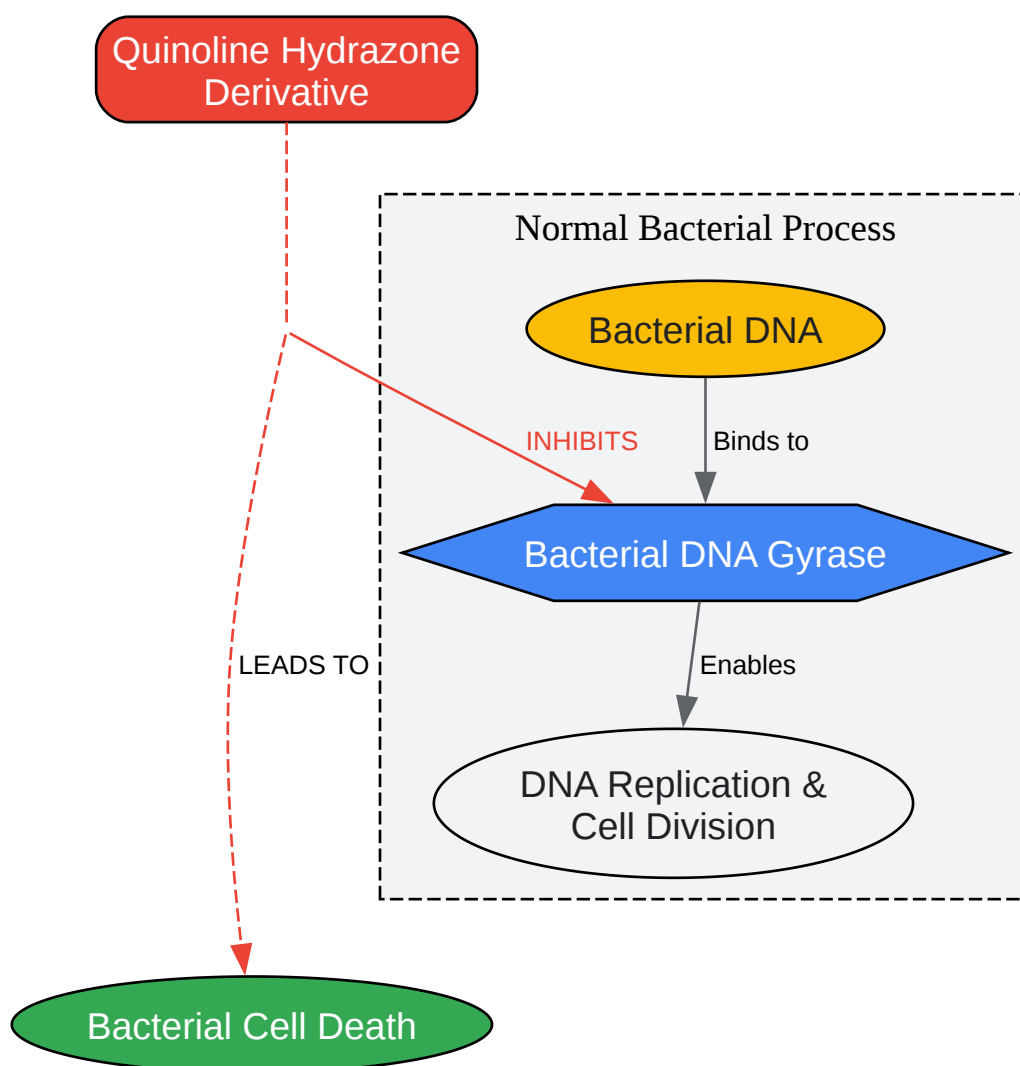 Quinoline Hydrazone
Derivative
Normal Bacterial Process
Bacterial DNA
INHIBITS
Binds to
Bacterial DNA Gyrase
LEADS TO
Enables
DNA Replication &
Cell Division
Bacterial Cell Death